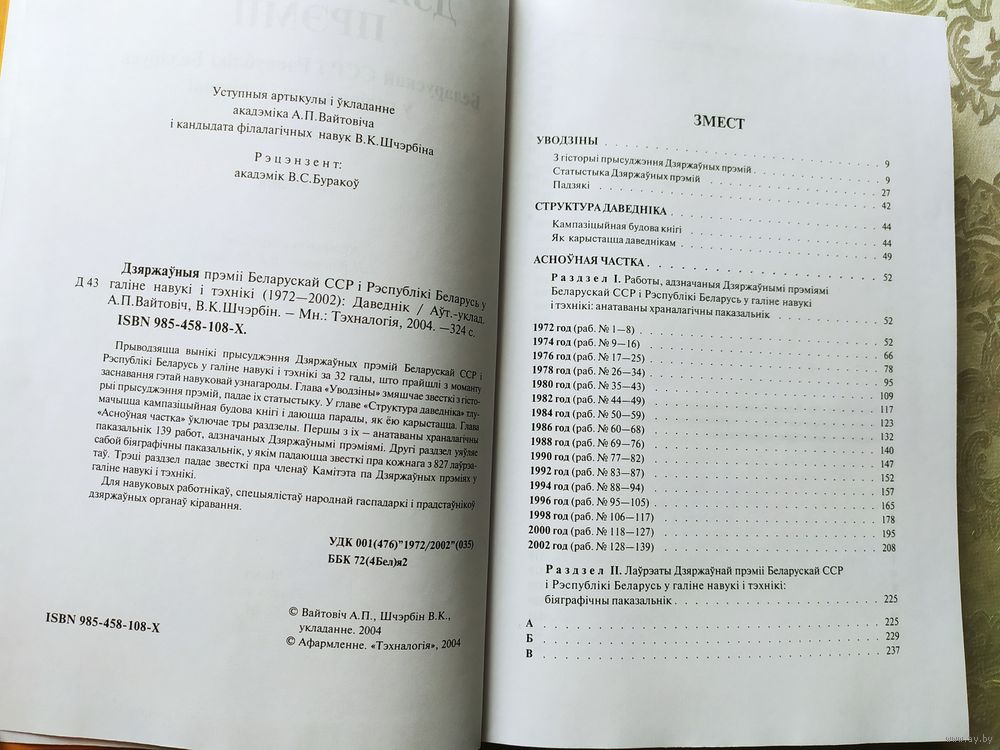 Уступныя артыкулы і ўкладанне
акадэміка А.П.Вайтовіча
і кандыдата філалагічных навук В.К.Шчэрбіна
Рэцэнзент:
акадэмік В.С.Буракоў
Дзяржаўныя прэміі Беларускай ССР і Рэспублікі Беларусь у
Д 43 галіне навукі і тэхнікі (1972—2002): Даведнік / Аўт.-уклад.
А.П.Вайтовіч, В.К.Шчэрбін. – Мн.: Тэхналогія, 2004. —324 с.
ISBN 985-458-108-X.
Прыводзяцца вынікі прысуджэння Дзяржаўных прэмій Беларускай ССР і
Рэспублікі Беларусь у галіне навукі і тэхнікі за 32 гады, што прайшлі з моманту
заснавання гэтай навуковай узнагароды. Глава «Уводзіны» змяшчае звесткі з гісто-
рыі прысуджэння прэмій, падае іх статыстыку. У главе «Структура даведніка» тлу-
мачыцца кампазіцыйная будова кнігі і даюцца парады, як ёю карыстацца. Глава
«Асноўная частка» ўключае тры раздзелы. Першы з іх — анатаваны храналагічны
паказальнік 139 работ, адзначаных Дзяржаўнымі прэміямі. Другі раздзел уяўляе
сабой біяграфічны паказальнік, у якім падаюцца звесткі пра кожнага з 827 лаўрэа-
таў. Трэці раздзел падае звесткі пра членаў Камітэта па Дзяржаўных прэміях у
галіне навукі і тэхнікі.
Для навуковых работнікаў, спецыялістаў народнай гаспадаркі і прадстаўнікоў
дзяржаўных органаў кіравання.
УДК 001(476)"1972/2002"(035)
ББК 72(4Бел)я2
ISBN 985-458-108-X
© Вайтовіч А.П., Шчэрбін В.К.,
укладанне. 2004
© Афармленне. «Тэхналогія», 2004
ЗМЕСТ
УВОДЗІНЫ 9
З гісторыі прысуджэння Дзяржаўных прэмій 9
Статыстыка Дзяржаўных прэмій 27
Падзякі 42
СТРУКТУРА ДАВЕДНІКА 44
Кампазіцыйная будова кнігі 44
Як карыстацца даведнікам 49
АСНОЎНАЯ ЧАСТКА 52
Раздзел I. Работы, адзначаныя Дзяржаўнымі прэміямі
Беларускай ССР і Рэспублікі Беларусь у галіне навукі
і тэхнікі: анатаваны храналагічны паказальнік 52
1972 год (раб. № 1—8) 52
1974 год (раб. № 9—16) 66
1976 год (раб. № 17—25) 78
1978 год (раб. № 26—34) 95
1980 год (раб. № 35—43) 109
1982 год (раб. № 44—49) 117
1984 год (раб. № 50—59) 123
1986 год (раб. № 60—68) 132
1988 год (раб. № 69—76) 140
1990 год (раб. № 77—82) 147
1992 год (раб. № 83—87) 152
1994 год (раб. № 88—94) 157
1996 год (раб. № 95—105) 165
1998 год (раб. № 106—117) 178
2000 год (раб. № 118—127) 195
2002 год (раб. № 128—139) 208
Раздзел II. Лаўрэаты Дзяржаўнай прэміі Беларускай ССР
і Рэспублікі Беларусь у галіне навукі і тэхнікі:
біяграфічны паказальнік 225
А 225
Б 229
В 237
www.ay.by